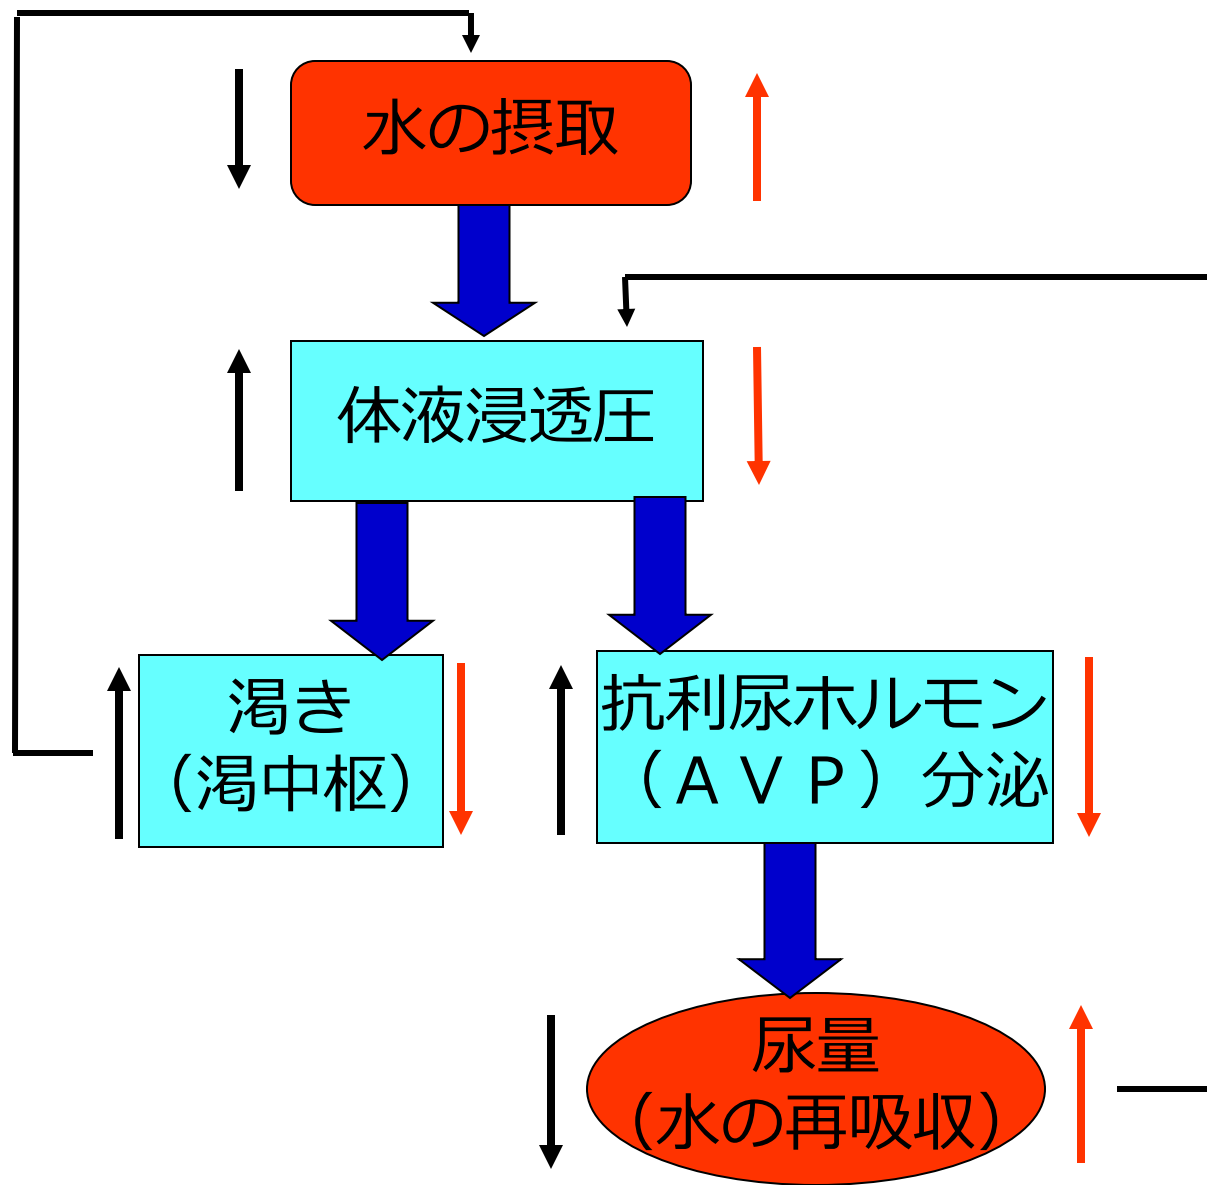 水の摂取
体液浸透圧
渇き
（渇中枢）
抗利尿ホルモン
（ＡＶＰ）分泌
尿量
（水の再吸収）